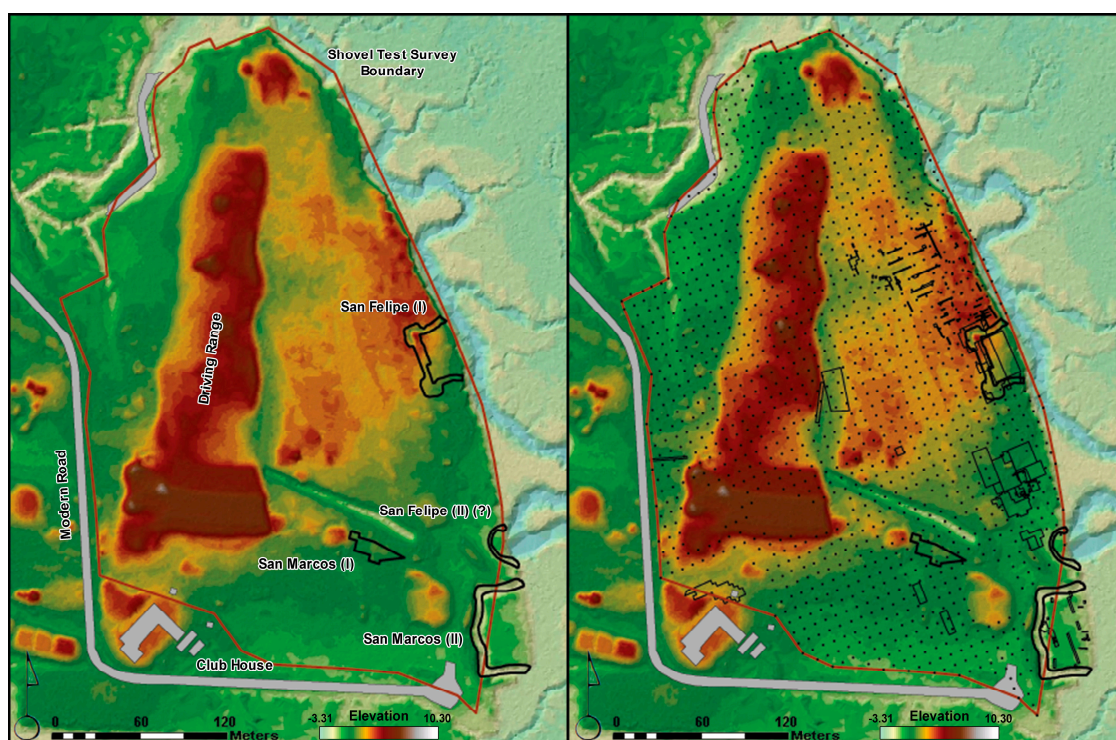 Shovel Test Survey
Boundary
San Felipe (I)
Driving Range
Modern Road
San Felipe (II) (?)
San Marcos (I)
San Marcos (II)
Club House
0 60 120
Meters
-3.31 Elevation 10.30
0 60 120
Meters
-3.31 Elevation 10.30